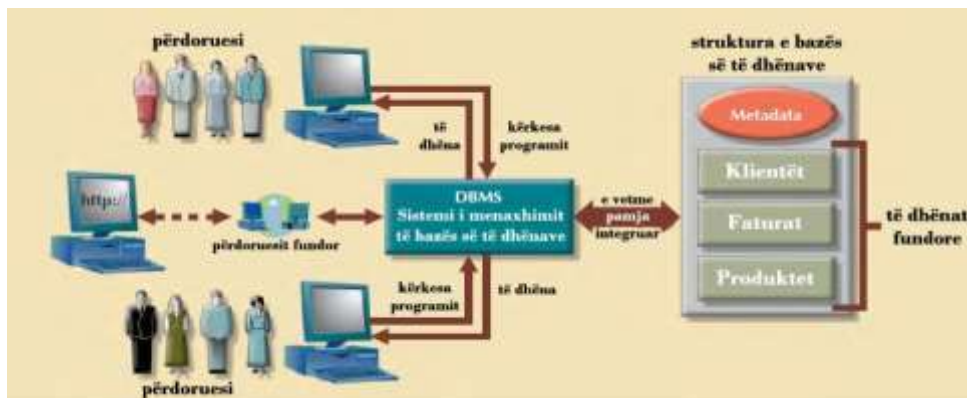 përdoruesi
struktura e bazës
së të dhënave
Metadata
të
dhëna
kërkesa
programit
Klientët
http://
DBMS
Sistemi i menaxhimit
të bazës së të dhënave
e vetme
pamja
integruar
Faturat
të dhënat
fundore
përdoruesit fundor
Produktet
kërkesa
programit
të dhëna
përdoruesi